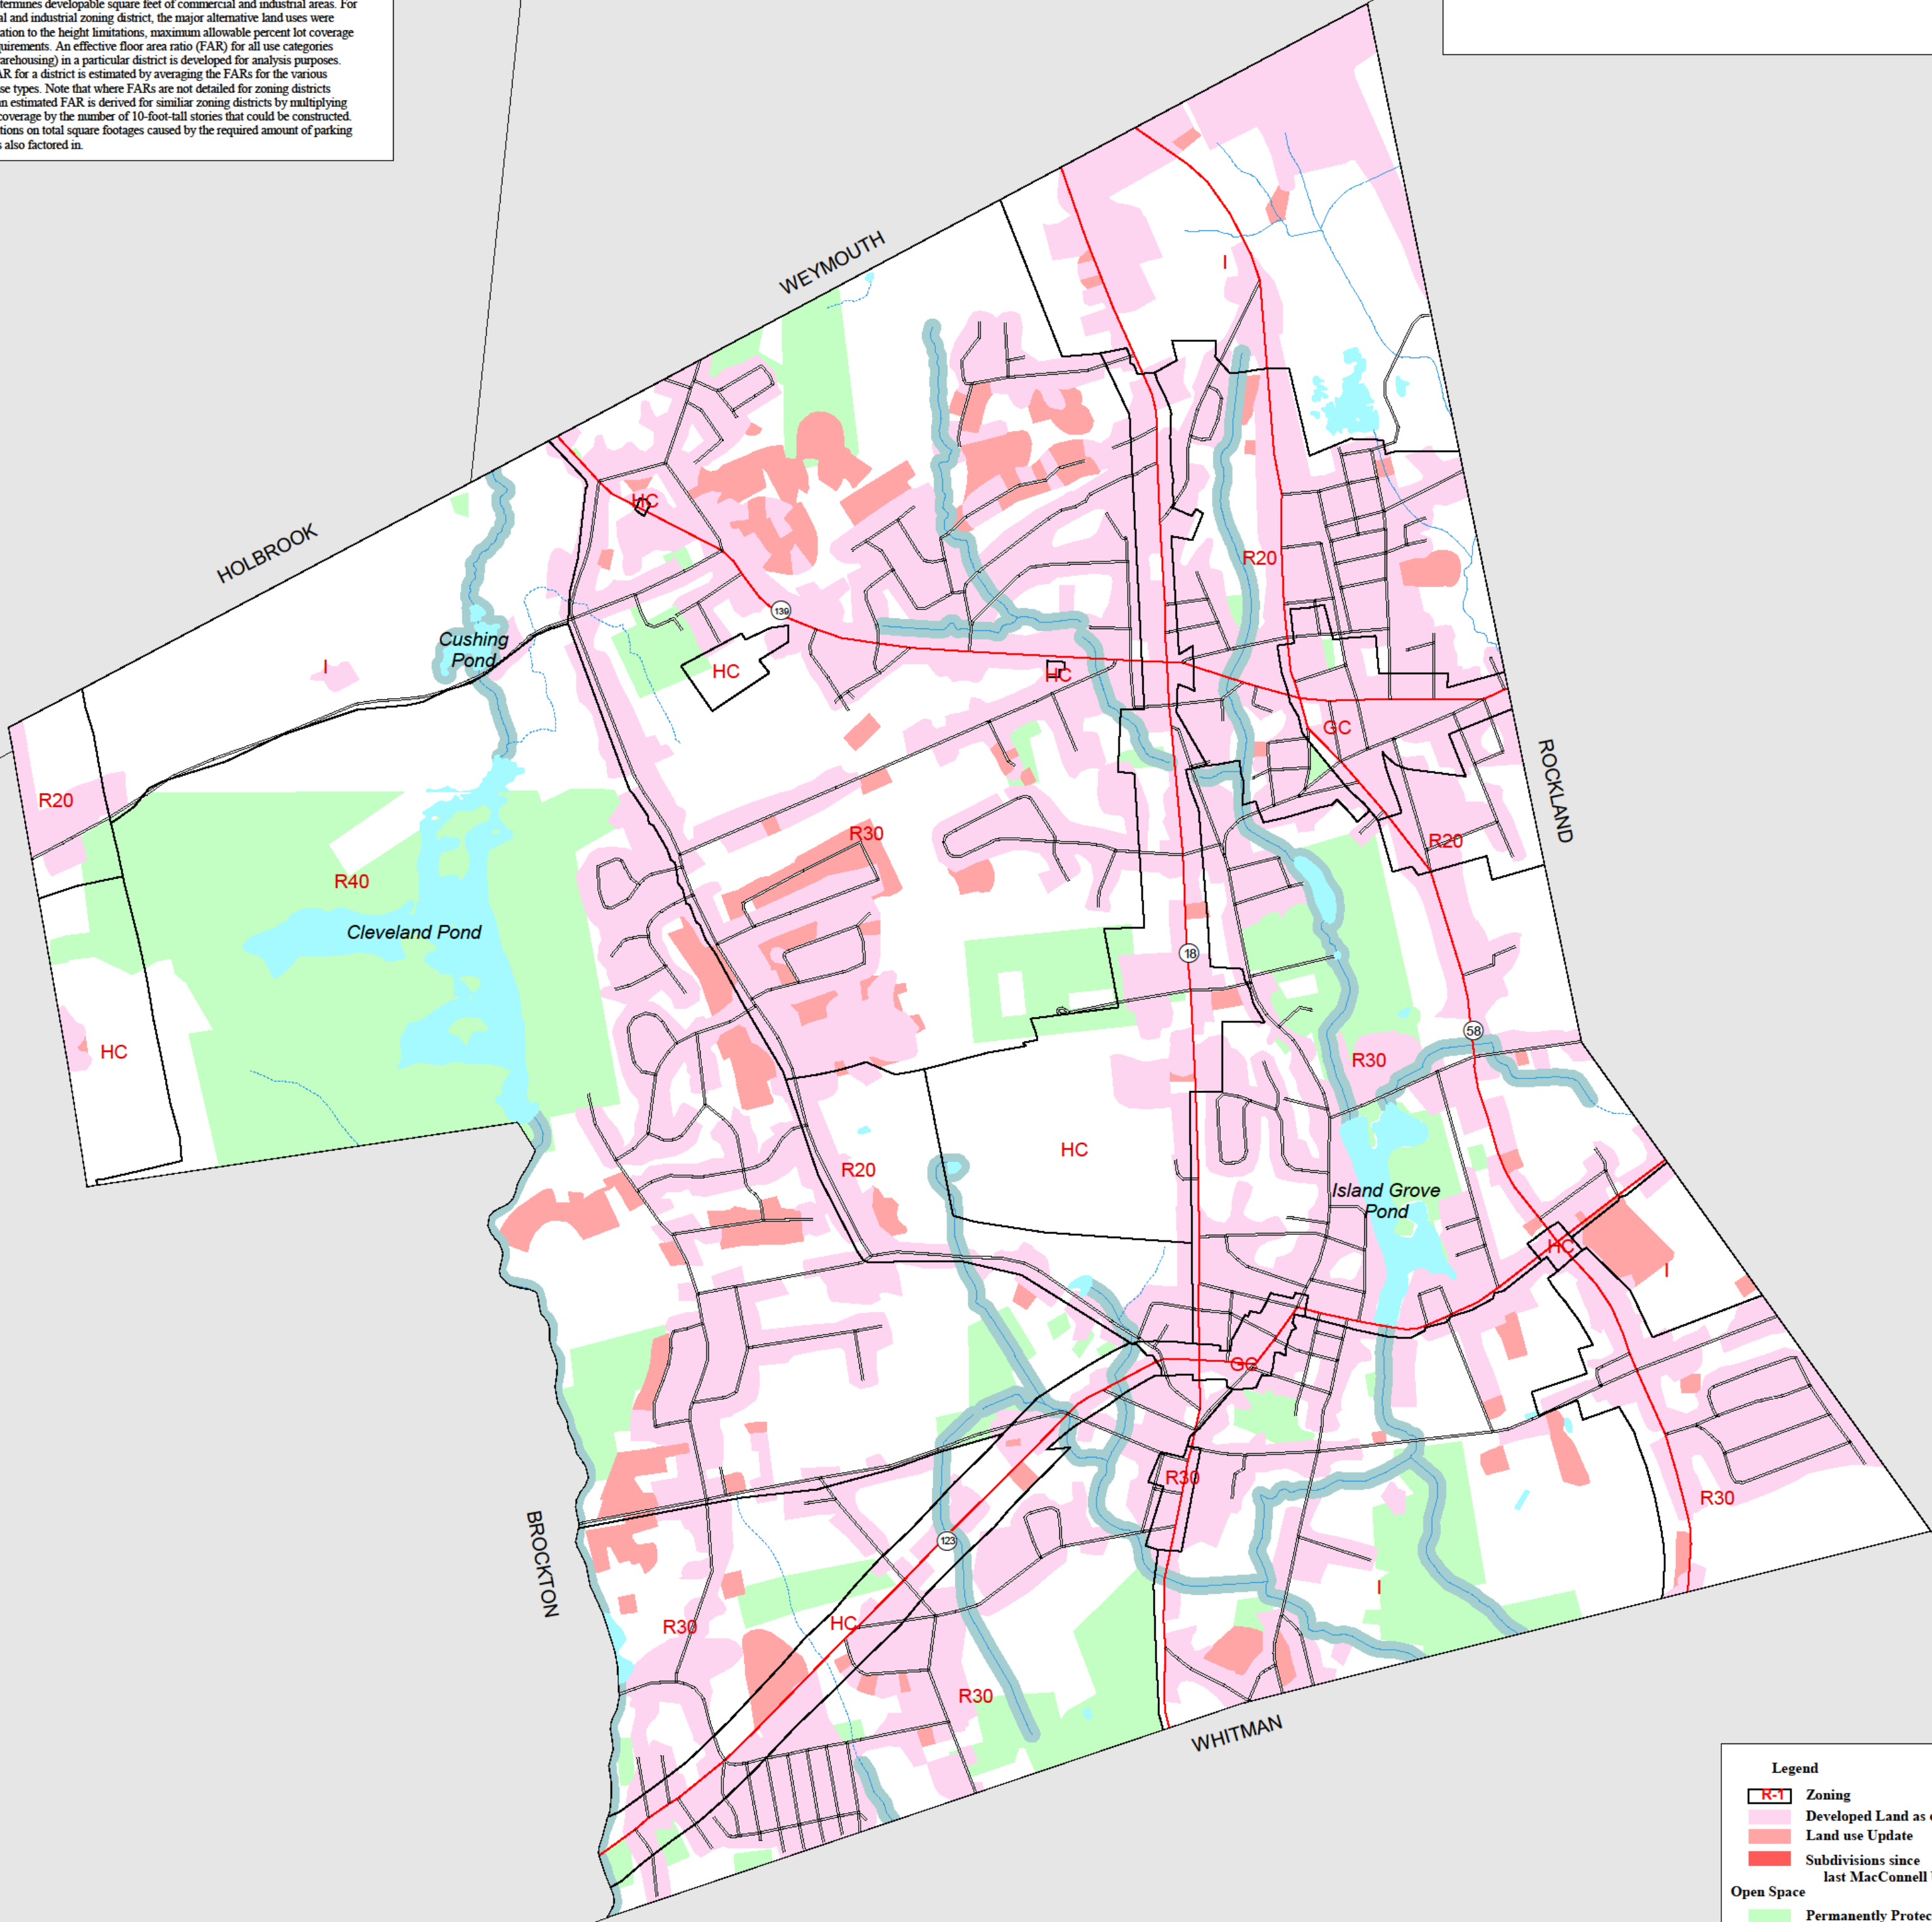 termines developable square feet of commercial and industrial areas. For
al and industrial zoning district, the major alternative land uses were
ation to the height limitations, maximum allowable percent lot coverage
uirements. An effective floor area ratio (FAR) for all use categories
arehousing) in a particular district is developed for analysis purposes.
AR for a district is estimated by averaging the FARs for the various
se types. Note that where FARs are not detailed for zoning districts
an estimated FAR is derived for similiar zoning districts by multiplying
coverage by the number of 10-foot-tall stories that could be constructed.
tions on total square footages caused by the required amount of parking
s also factored in.
WEYMOUTH
I
HC
HOLBROOK
R20
139
Cushing
Pond
I
HC
HC
GC
ROCKLAND
R20
R30
R20
R40
Cleveland Pond
18
58
HC
R30
HC
R20
Island Grove
Pond
HC
I
GC
R30
R30
BROCKTON
123
I
HC
R30
R30
WHITMAN
Legend
R-1 Zoning
Developed Land as
Land use Update
Subdivisions since
last MacConnell
Open Space
Permanently Protec